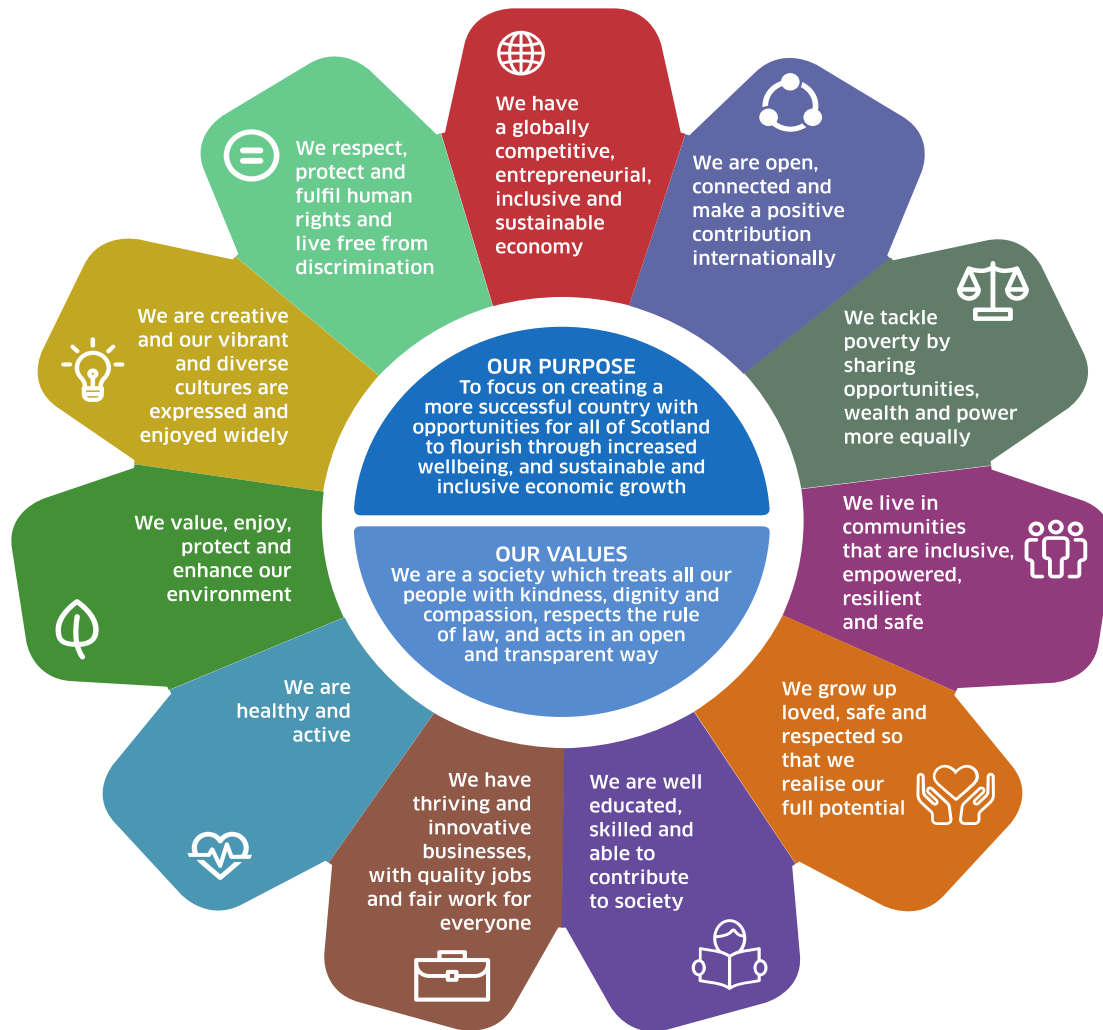 We have
a globally
competitive,
entrepreneurial,
inclusive and
sustainable
economy
We are open,
connected and
make a positive
contribution
internationally
We tackle
poverty by
sharing
opportunities,
wealth and power
more equally
We live in
communities
that are inclusive,
empowered,
resilient
and safe
We grow up
loved, safe and
respected so
that we
realise our
full potential
We are well
educated,
skilled and
able to
contribute
to society
We have
thriving and
innovative
businesses,
with quality jobs
and fair work for
everyone
We are
healthy and
active
We value, enjoy,
protect and
enhance our
environment
We are creative
and our vibrant
and diverse
cultures are
expressed and
enjoyed widely
We respect,
protect and
fulfil human
rights and
live free from
discrimination
OUR PURPOSE
To focus on creating a
more successful country with
opportunities for all of Scotland
to flourish through increased
wellbeing, and sustainable and
inclusive economic growth
OUR VALUES
We are a society which treats all our
people with kindness, dignity and
compassion, respects the rule
of law, and acts in an open
and transparent way